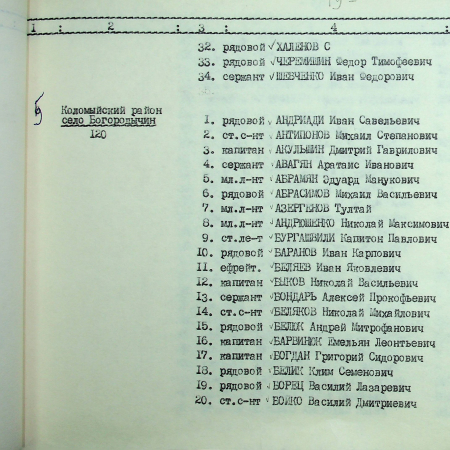 1 : 2 : 3 : 4 :
32. рядовой ХАЛЕНОВ С
33. рядовой ЧЕРЕМИШИН Федор Тимофеевич
34. сержант ШЕВЧЕНКО Иван Федорович
Коломыйский район
село Богородычин
120
1. рядовой АНДРИАДИ Иван Савельевич
2. ст.с-нт АНТИПОНОВ Михаил Степанович
3. капитан АКУЛЬШИН Дмитрий Гаврилович
4. сержант АВАГЯН Аратаис Иванович
5. мл.л-нт АБРАМЯН Эдуард Манукович
6. рядовой АБРАСИМОВ Михаил Васильевич
7. мл.л-нт АЗЕРГЕНОВ Тултай
8. мл.л-нт АНДРЮШЕНКО Николай Максимович
9. ст.ле-т БУРГАШВИЛИ Капитон Павлович
10. рядовой БАРАНОВ Иван Карпович
11. ефрейт. БЕЛЯЕВ Иван Яковлевич
12. капитан БЫКОВ Николай Васильевич
13. сержант БОНДАРЬ Алексей Прокофьевич
14. ст.с-нт БЕЛЯКОВ Николай Михайлович
15. рядовой БЕЛЮК Андрей Митрофанович
16. капитан БАРВИНЮК Емельян Леонтьевич
17. капитан БОГДАН Григорий Сидорович
18. рядовой БЕЛИК Клим Семенович
19. рядовой БОРЕЦ Василий Лазаревич
20. ст.с-нт БОЙКО Василий Дмитриевич